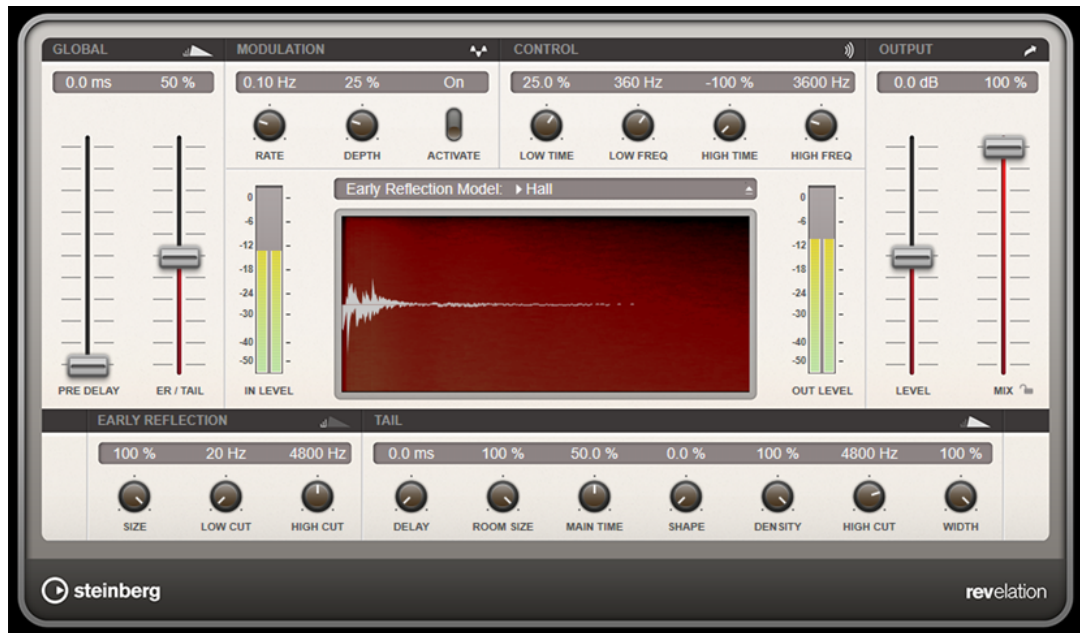 GLOBAL MODULATION CONTROL OUTPUT
0.0 ms 50 % 0.10 Hz 25 % On 25.0 % 360 Hz -100 % 3600 Hz 0.0 dB 100 %
RATE DEPTH ACTIVATE LOW TIME LOW FREQ HIGH TIME HIGH FREQ
Early Reflection Model: Hall
0 0
-6 -6
-12 -12
-18 -18
-24 -24
-30 -30
-40 -40
-50 -50
PRE DELAY ER / TAIL IN LEVEL OUT LEVEL LEVEL MIX
EARLY REFLECTION TAIL
100 % 20 Hz 4800 Hz 0.0 ms 100 % 50.0 % 0.0 % 100 % 4800 Hz 100 %
SIZE LOW CUT HIGH CUT DELAY ROOM SIZE MAIN TIME SHAPE DENSITY HIGH CUT WIDTH
steinberg revelation